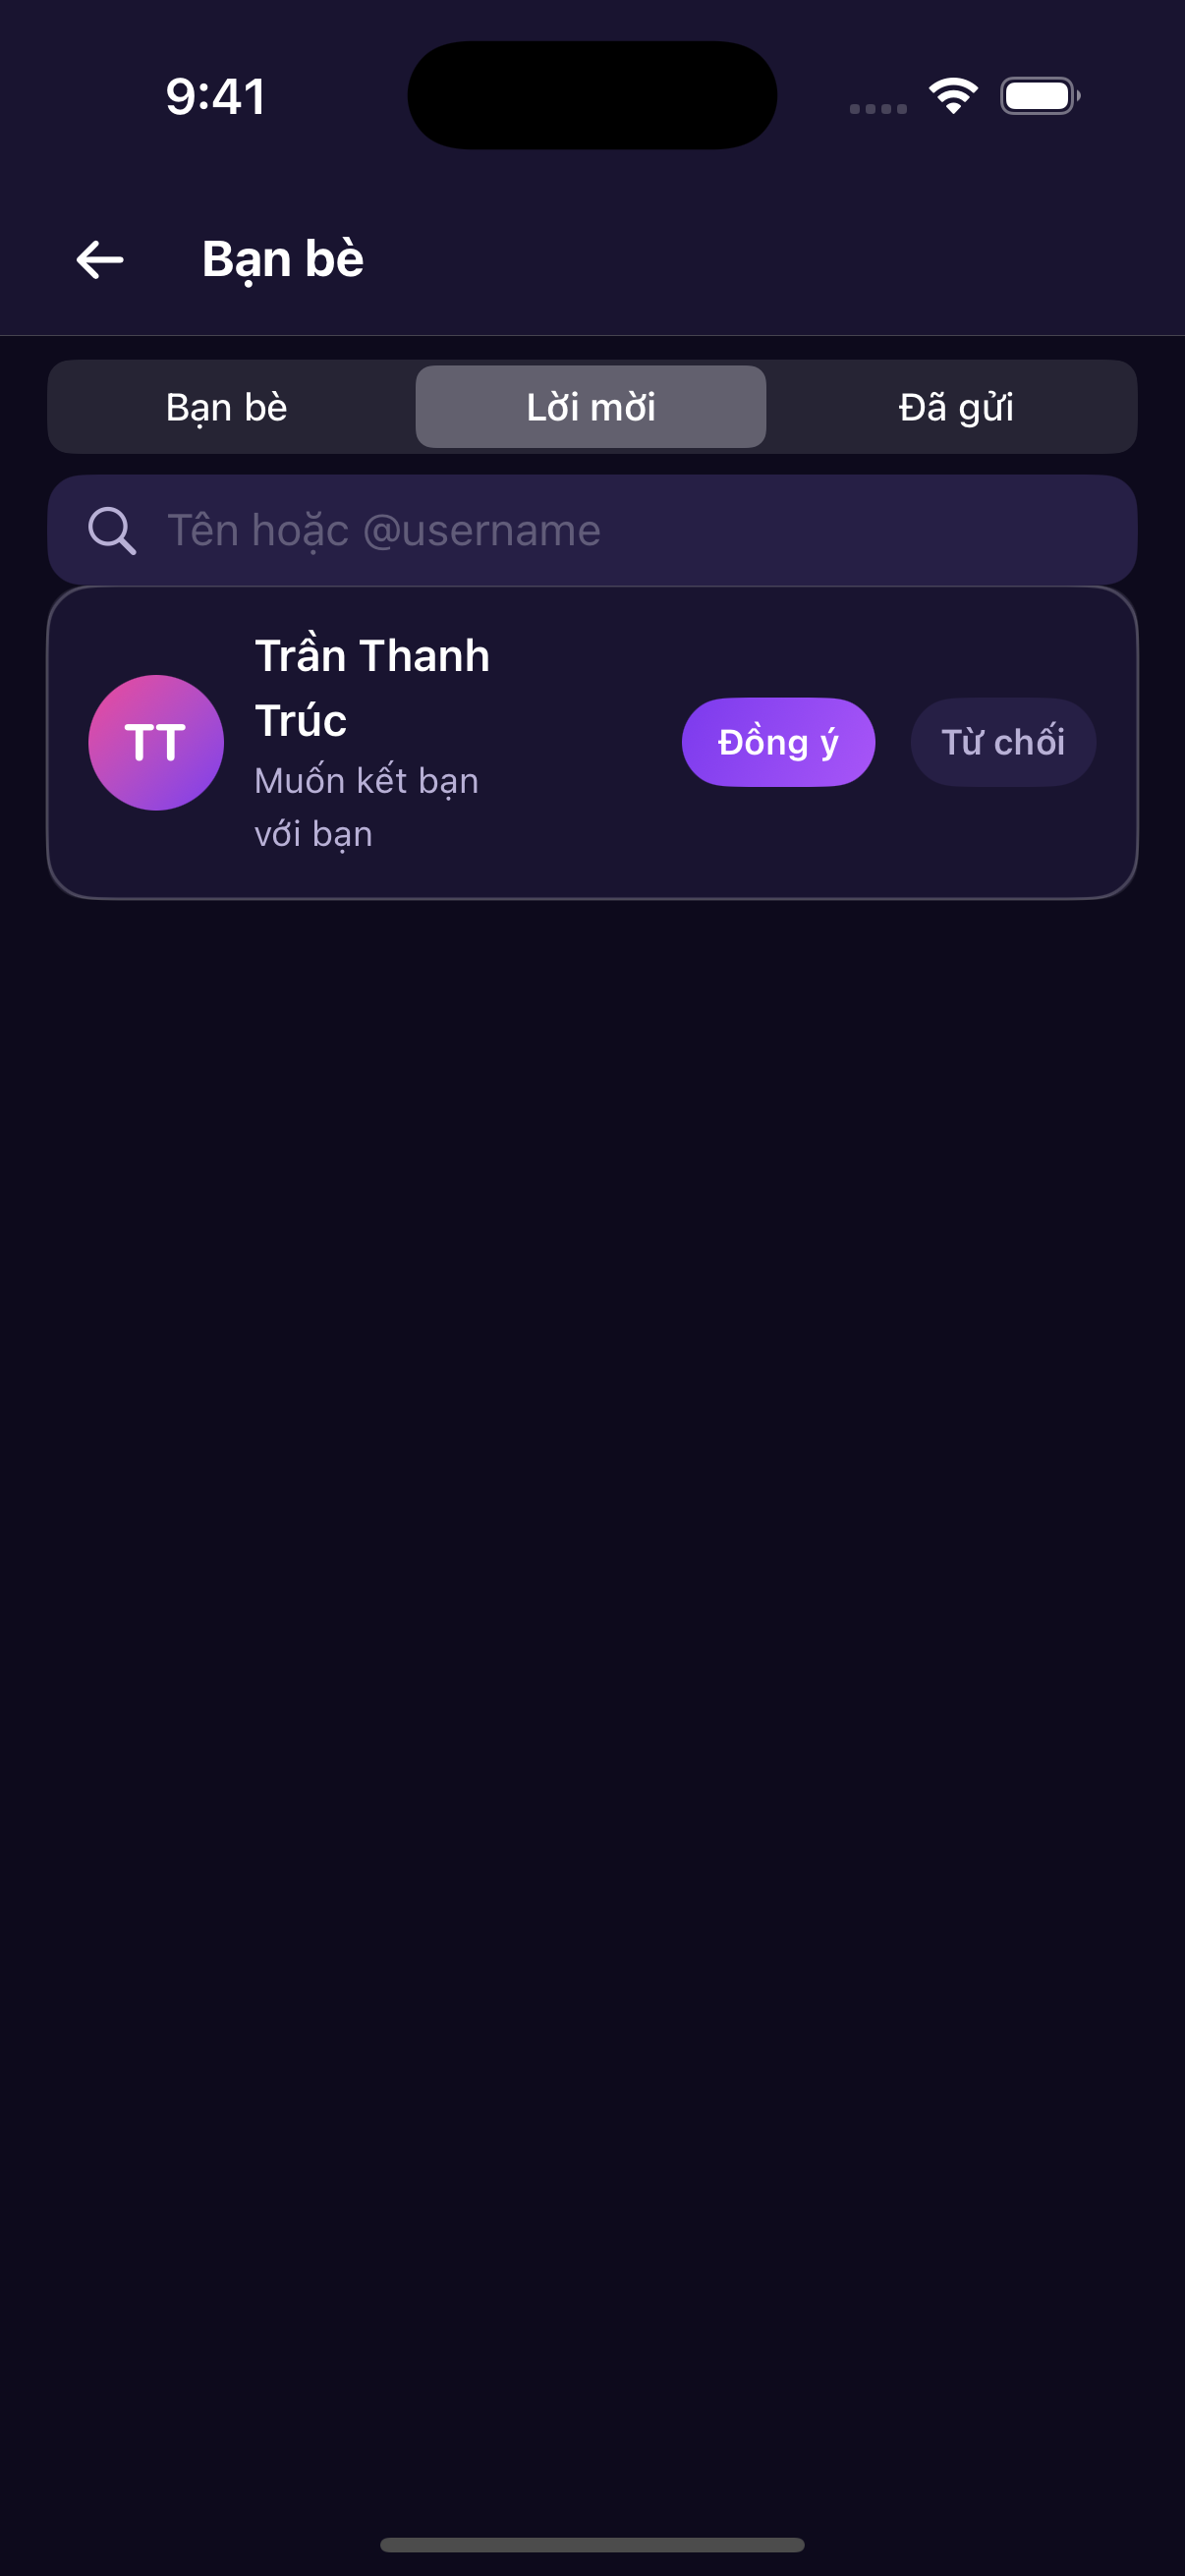 9:41
Bạn bè
Bạn bè
Lời mời
Đã gửi
Tên hoặc @username
TT
Trần Thanh
Trúc
Muốn kết bạn
với bạn
Đồng ý
Từ chối